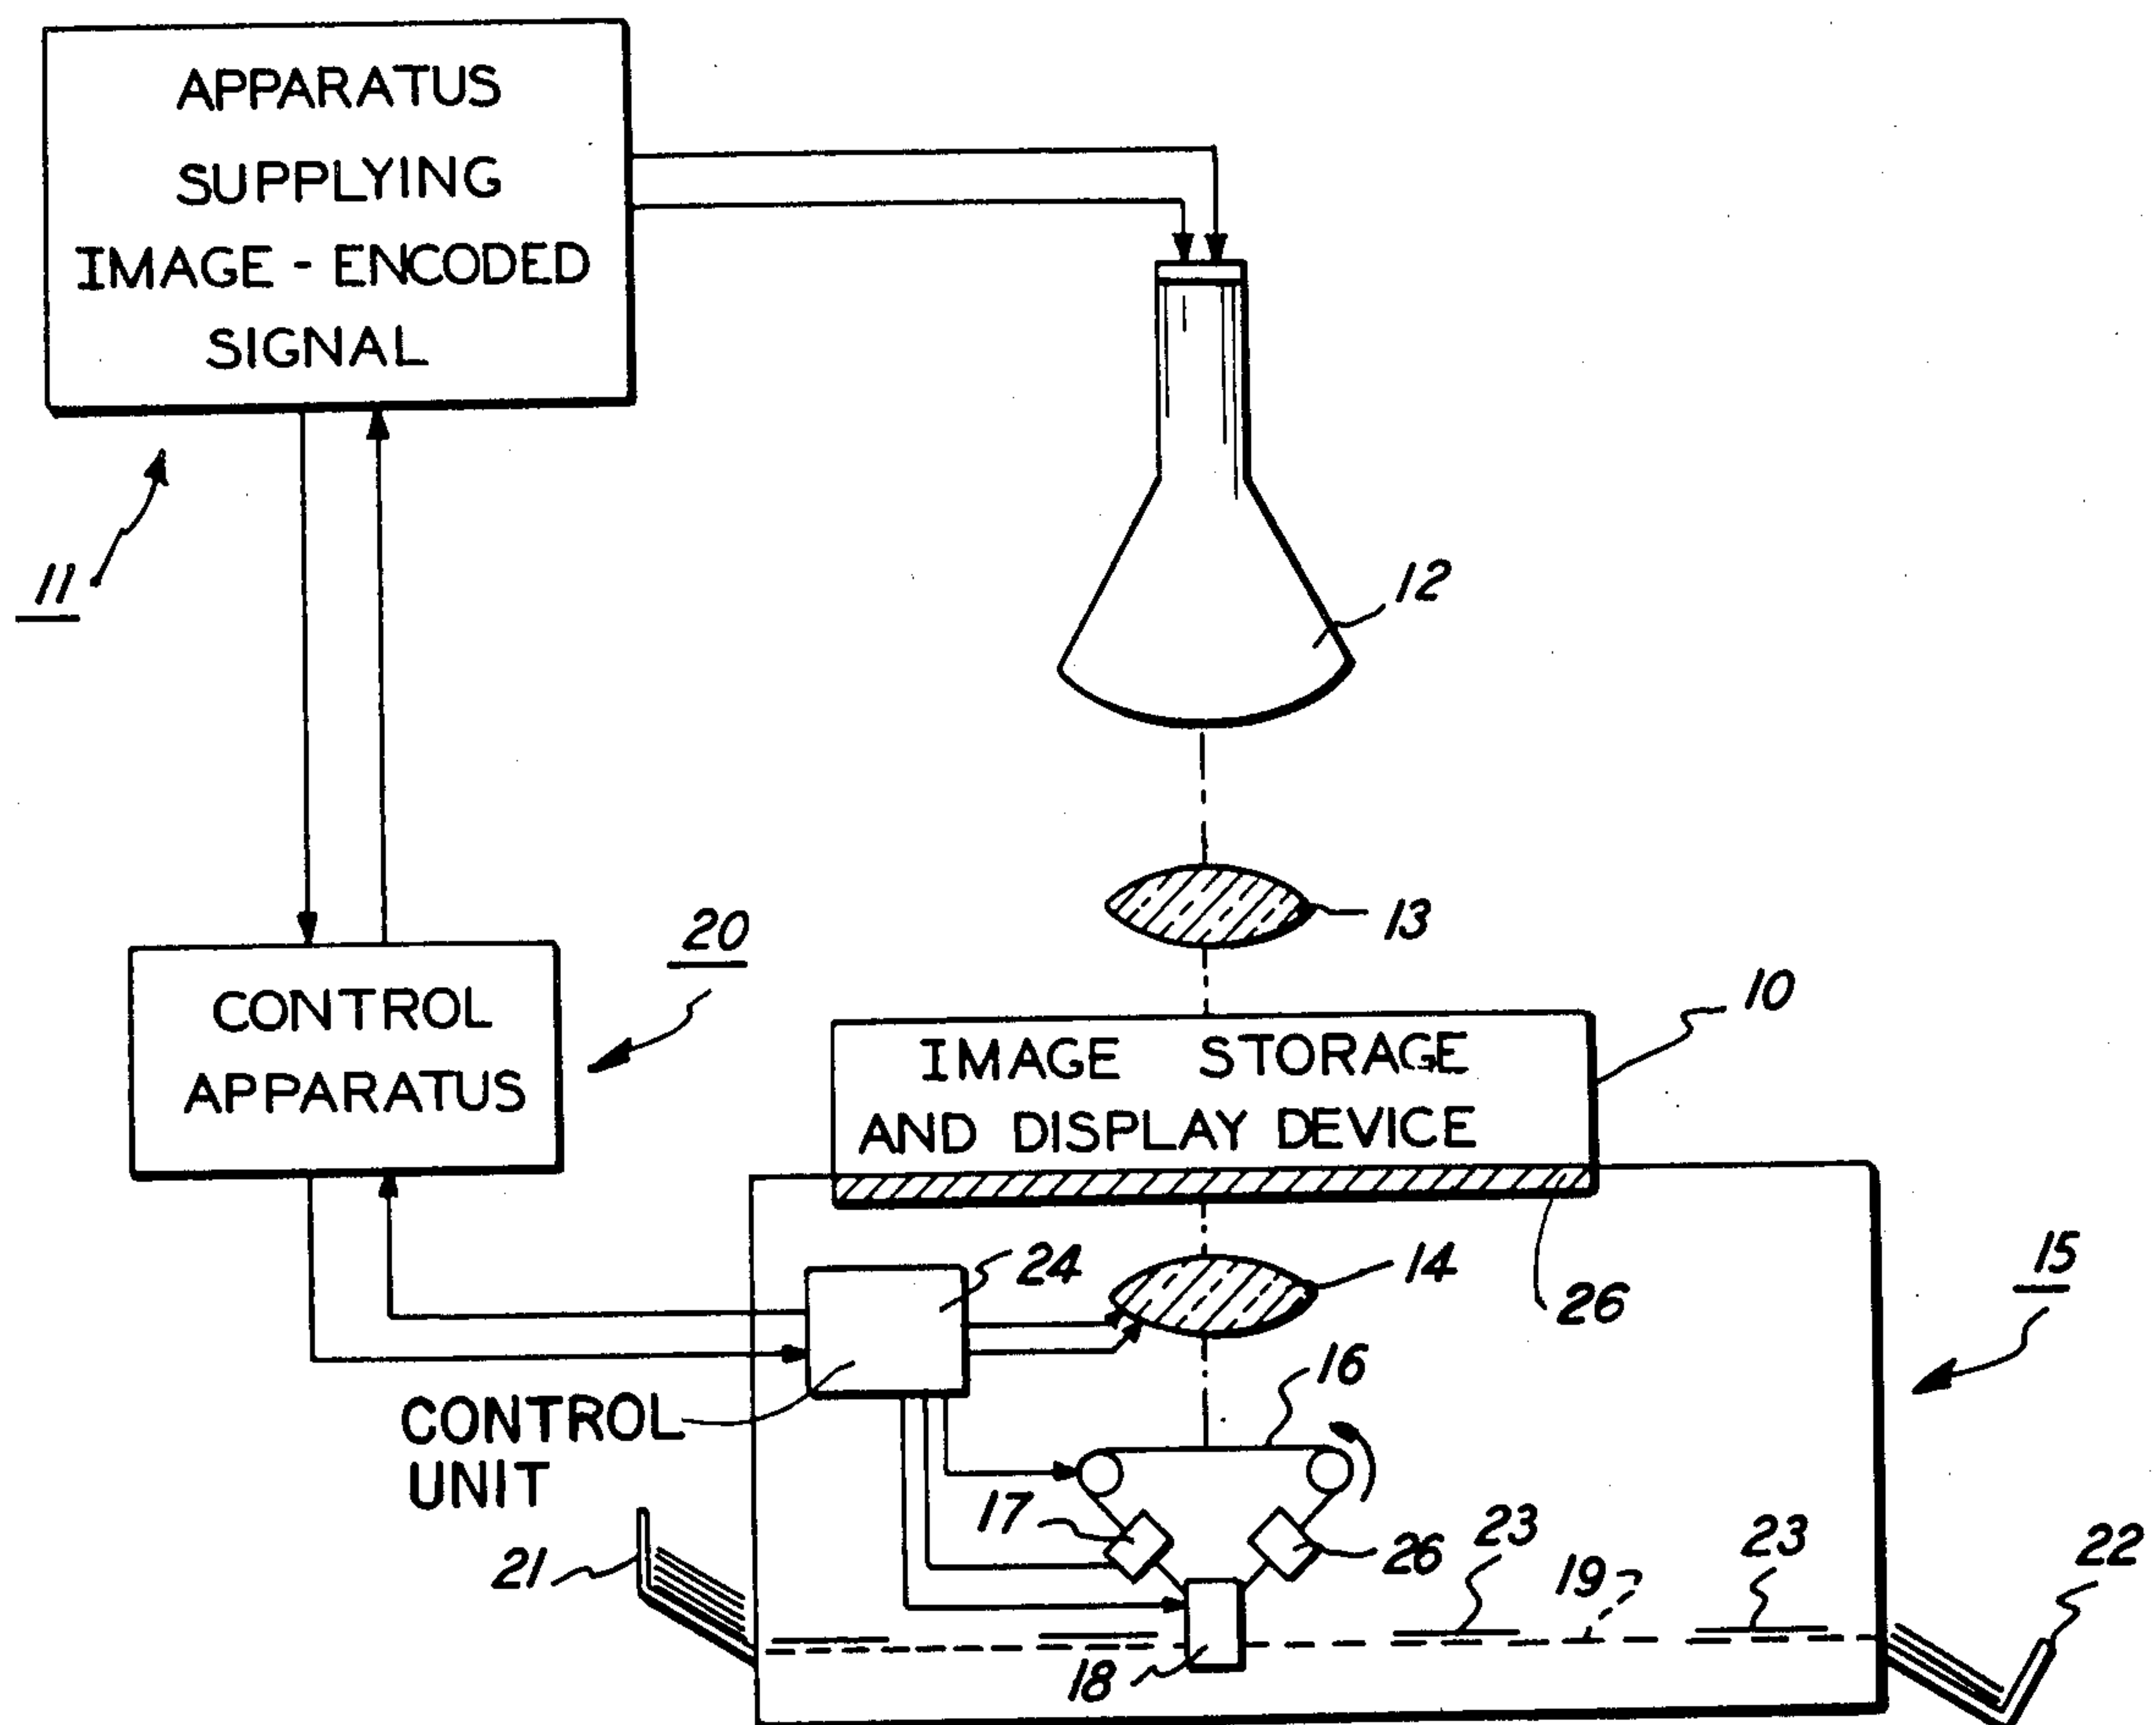 APPARATUS
SUPPLYING
IMAGE - ENCODED
SIGNAL
11
12
13
20
CONTROL
APPARATUS
10
IMAGE STORAGE
AND DISPLAY DEVICE
15
24
14
26
16
CONTROL
UNIT
17
26
23
19
23
21
22
18